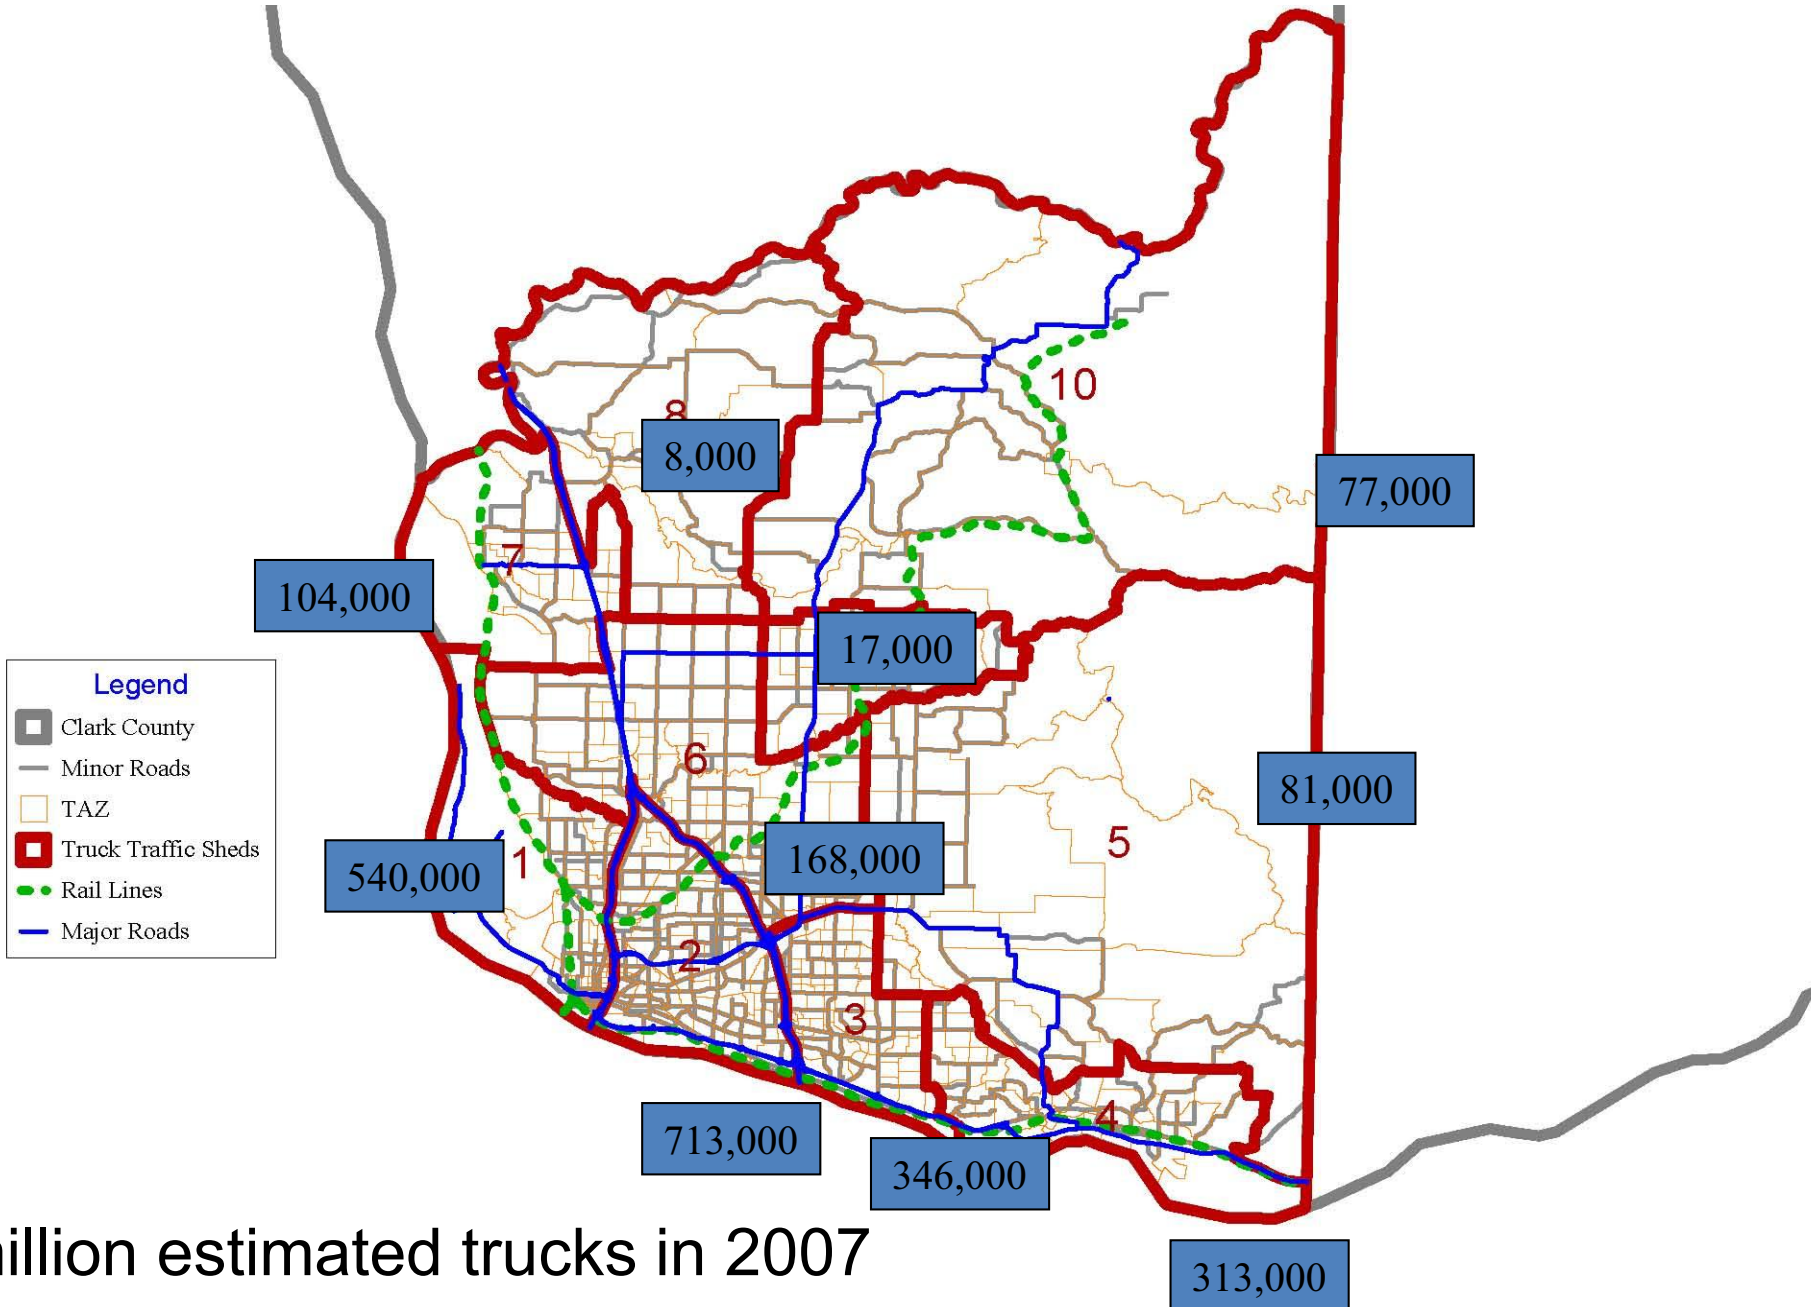 8
10
8,000
77,000
7
104,000
17,000
Legend
Clark County
Minor Roads
TAZ
Truck Traffic Sheds
Rail Lines
Major Roads
6
81,000
5
1
168,000
540,000
2
3
4
713,000
346,000
estimated trucks in 2007
313,000